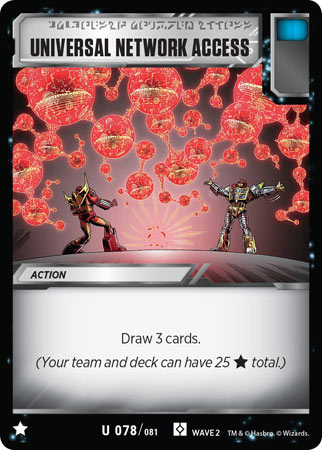 UNIVERSAL NETWORK ACCESS
ACTION
Draw 3 cards.
(Your team and deck can have 25 ★ total.)
U 078/081 WAVE 2 TM & © Hasbro. © Wizards.